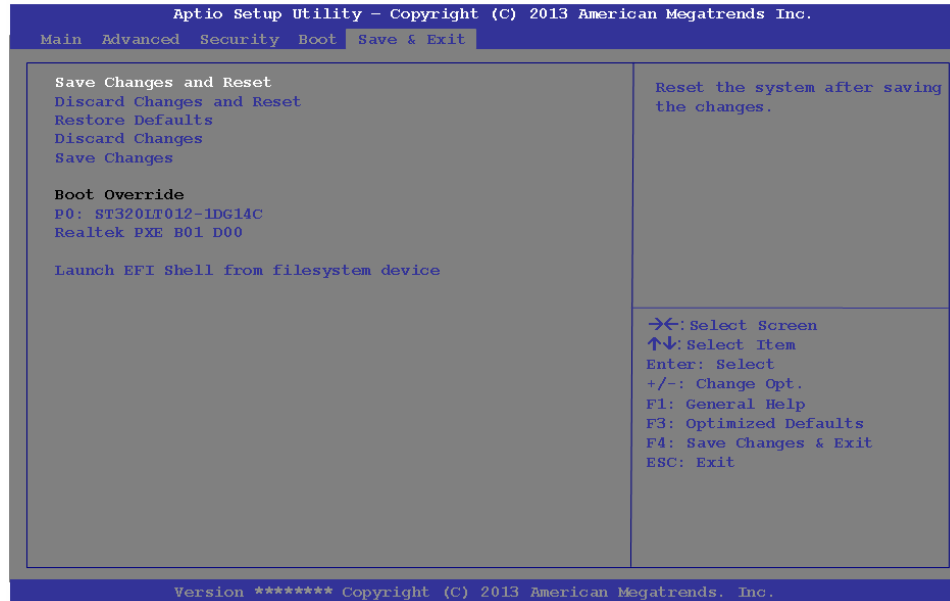 Aptio Setup Utility – Copyright (C) 2013 American Megatrends Inc.
Main Advanced Security Boot Save & Exit
Save Changes and Reset
Discard Changes and Reset
Restore Defaults
Discard Changes
Save Changes
Boot Override
P0: ST320LT012-1DG14C
Realtek PXE B01 D00
Launch EFI Shell from filesystem device
Reset the system after saving
the changes.
→←:Select Screen
↑↓:Select Item
Enter: Select
+/-: Change Opt.
F1: General Help
F3: Optimized Defaults
F4: Save Changes & Exit
ESC: Exit
Version ******** Copyright (C) 2013 American Megatrends. Inc.